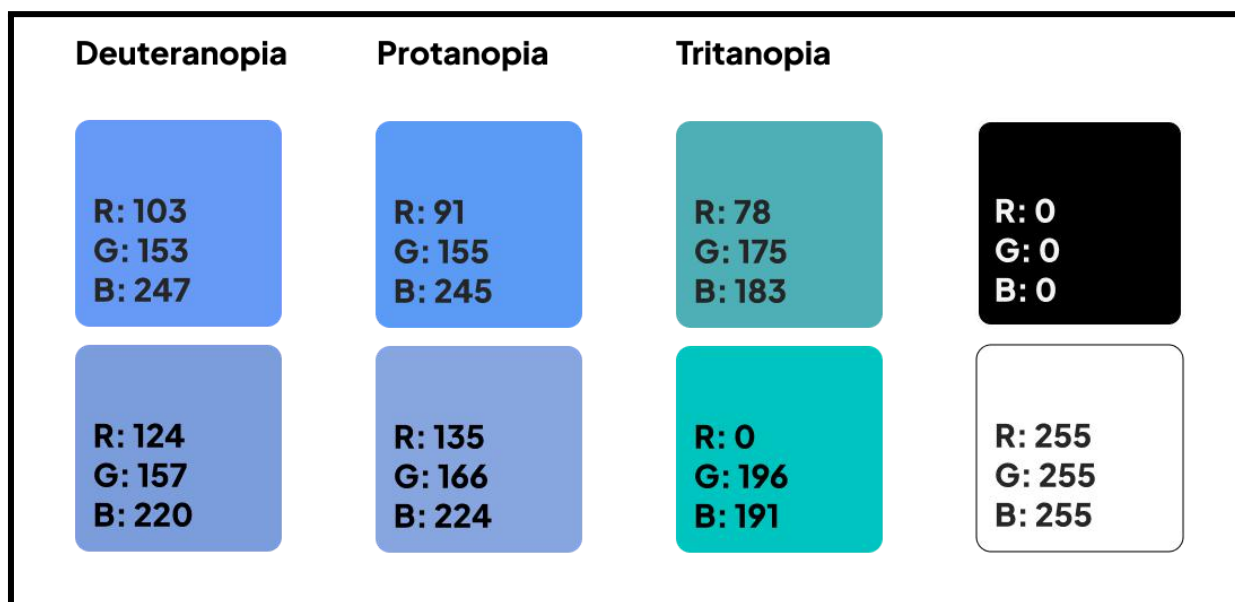 Deuteranopia
Protanopia
Tritanopia
R: 103
G: 153
B: 247
R: 91
G: 155
B: 245
R: 78
G: 175
B: 183
R: 0
G: 0
B: 0
R: 124
G: 157
B: 220
R: 135
G: 166
B: 224
R: 0
G: 196
B: 191
R: 255
G: 255
B: 255